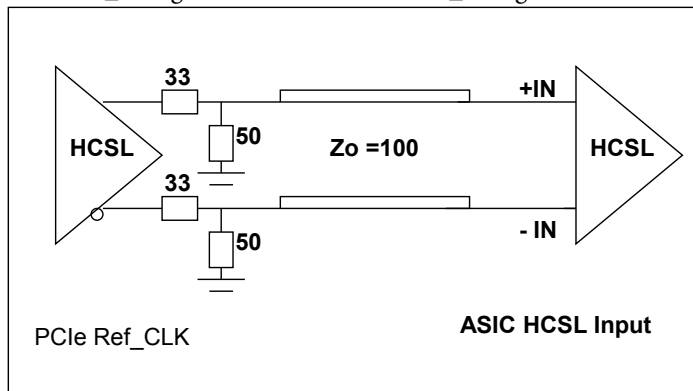 33
+IN
HCSL
50
Zo =100
HCSL
33
- IN
50
PCIe Ref_CLK
ASIC HCSL Input